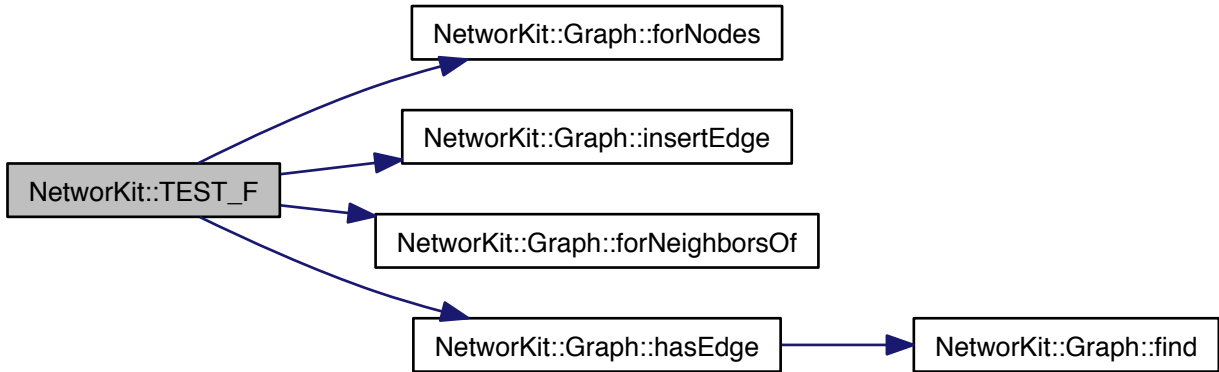 NetworKit::Graph::forNodes
NetworKit::Graph::insertEdge
NetworKit::TEST_F
NetworKit::Graph::forNeighborsOf
NetworKit::Graph::hasEdge
NetworKit::Graph::find